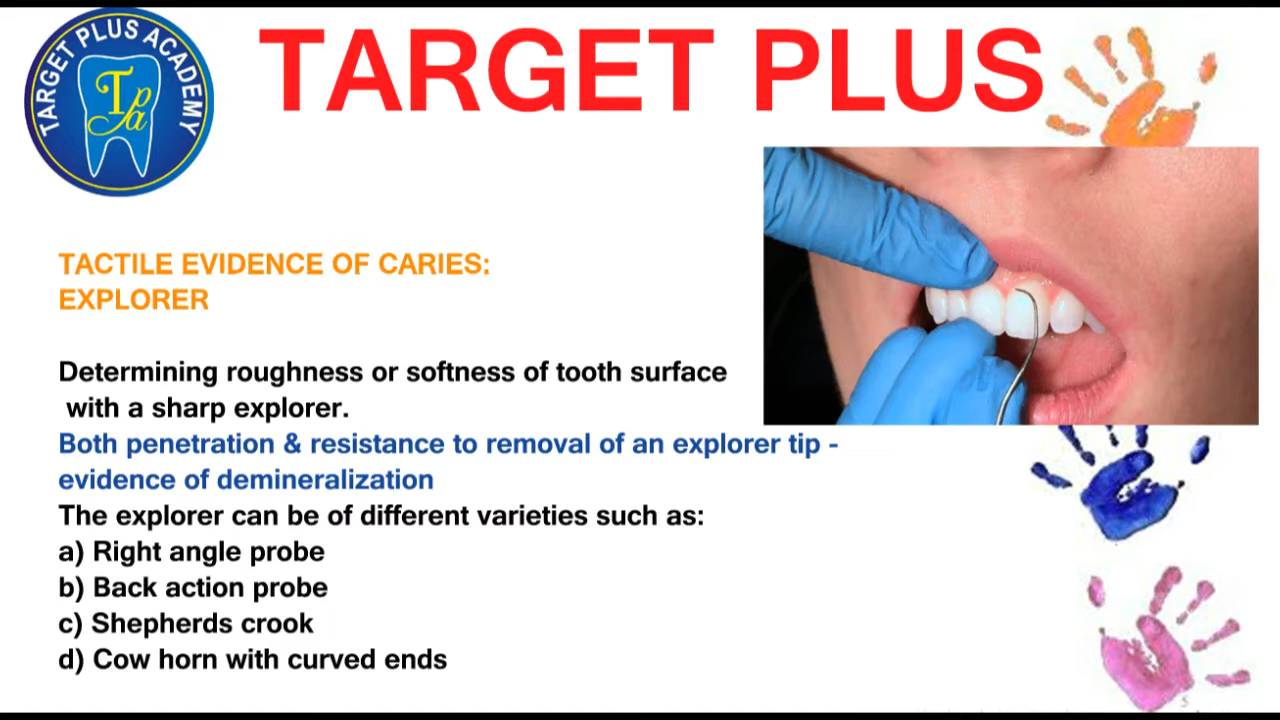 TARGET PLUS ACADEMY
Tpa
TARGET PLUS
TACTILE EVIDENCE OF CARIES:
EXPLORER
Determining roughness or softness of tooth surface
with a sharp explorer.
Both penetration & resistance to removal of an explorer tip -
evidence of demineralization
The explorer can be of different varieties such as:
a) Right angle probe
b) Back action probe
c) Shepherds crook
d) Cow horn with curved ends